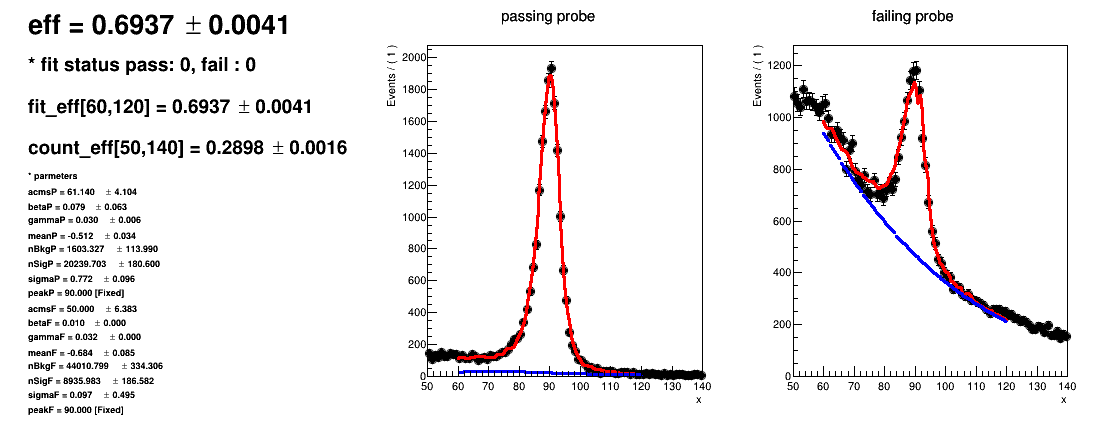 eff = 0.6937 ± 0.0041
* fit status pass: 0, fail : 0
fit_eff[60,120] = 0.6937 ± 0.0041
count_eff[50,140] = 0.2898 ± 0.0016
* parmeters
acmsP = 61.140 ± 4.104
betaP = 0.079 ± 0.063
gammaP = 0.030 ± 0.006
meanP = -0.512 ± 0.034
nBkgP = 1603.327 ± 113.990
nSigP = 20239.703 ± 180.600
sigmaP = 0.772 ± 0.096
peakP = 90.000 [Fixed]
acmsF = 50.000 ± 6.383
betaF = 0.010 ± 0.000
gammaF = 0.032 ± 0.000
meanF = -0.684 ± 0.085
nBkgF = 44010.799 ± 334.306
nSigF = 8935.983 ± 186.582
sigmaF = 0.097 ± 0.495
peakF = 90.000 [Fixed]
passing probe
Events / ( 1 )
2000
1800
1600
1400
1200
1000
800
600
400
200
0
50 60 70 80 90 100 110 120 130 140
x
failing probe
Events / ( 1 )
1200
1000
800
600
400
200
0
50 60 70 80 90 100 110 120 130 140
x